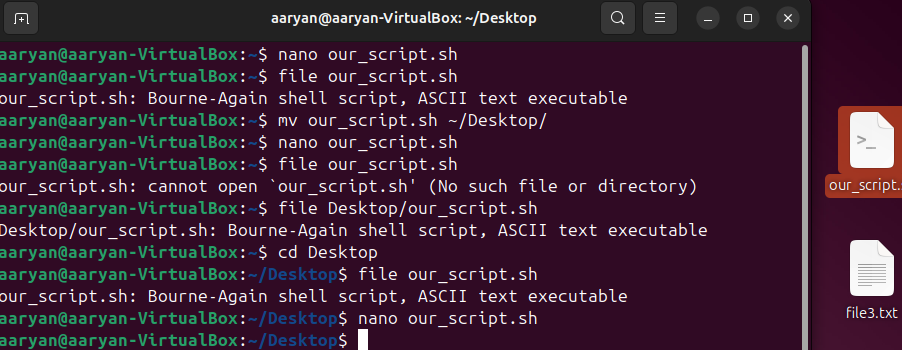 aaryan@aaryan-VirtualBox: ~/Desktop
aaryan@aaryan-VirtualBox:~$ nano our_script.sh
aaryan@aaryan-VirtualBox:~$ file our_script.sh
our_script.sh: Bourne-Again shell script, ASCII text executable
aaryan@aaryan-VirtualBox:~$ mv our_script.sh ~/Desktop/
aaryan@aaryan-VirtualBox:~$ nano our_script.sh
aaryan@aaryan-VirtualBox:~$ file our_script.sh
our_script.sh: cannot open `our_script.sh' (No such file or directory)
aaryan@aaryan-VirtualBox:~$ file Desktop/our_script.sh
Desktop/our_script.sh: Bourne-Again shell script, ASCII text executable
aaryan@aaryan-VirtualBox:~$ cd Desktop
aaryan@aaryan-VirtualBox:~/Desktop$ file our_script.sh
our_script.sh: Bourne-Again shell script, ASCII text executable
aaryan@aaryan-VirtualBox:~/Desktop$ nano our_script.sh
aaryan@aaryan-VirtualBox:~/Desktop$
>_
our_script.
file3.txt